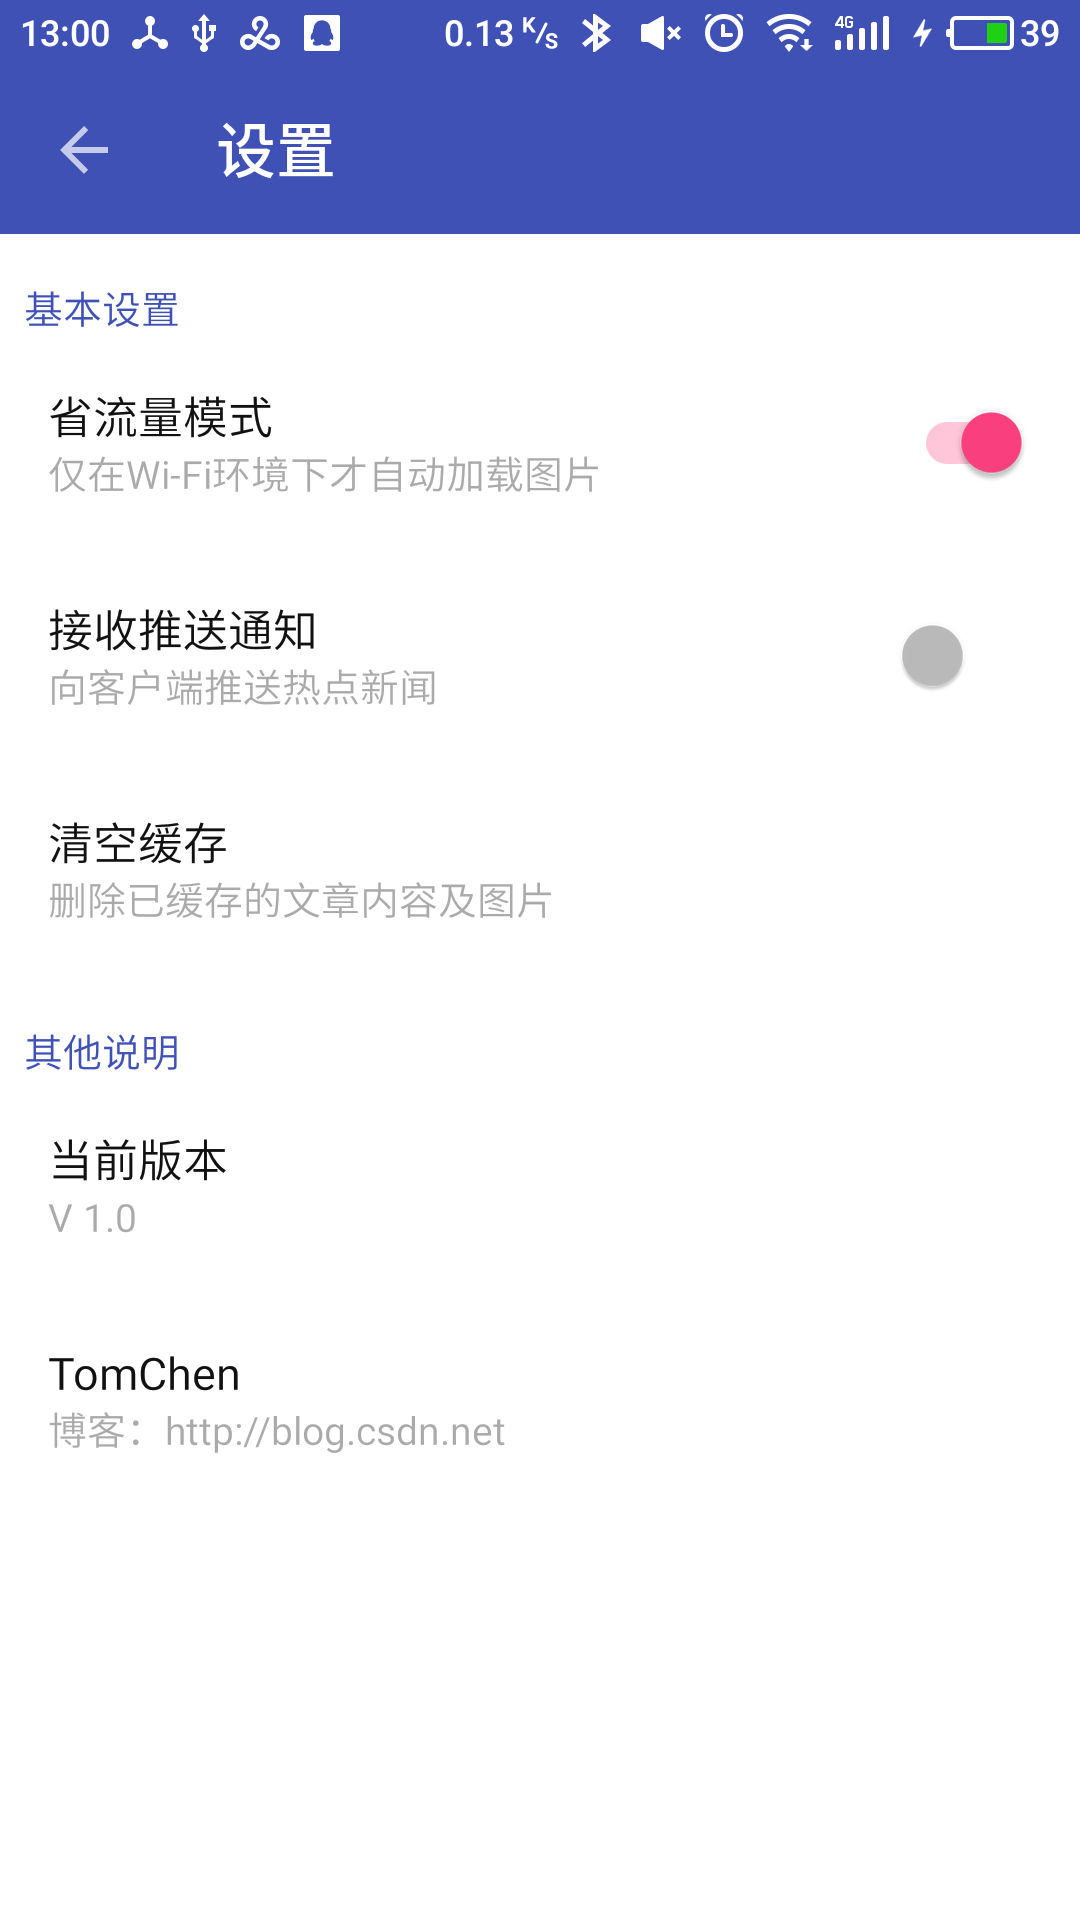 13:00 0.13 K/s 4G 39
设置
基本设置
省流量模式
仅在Wi-Fi环境下才自动加载图片
接收推送通知
向客户端推送热点新闻
清空缓存
删除已缓存的文章内容及图片
其他说明
当前版本
V 1.0
TomChen
博客：http://blog.csdn.net